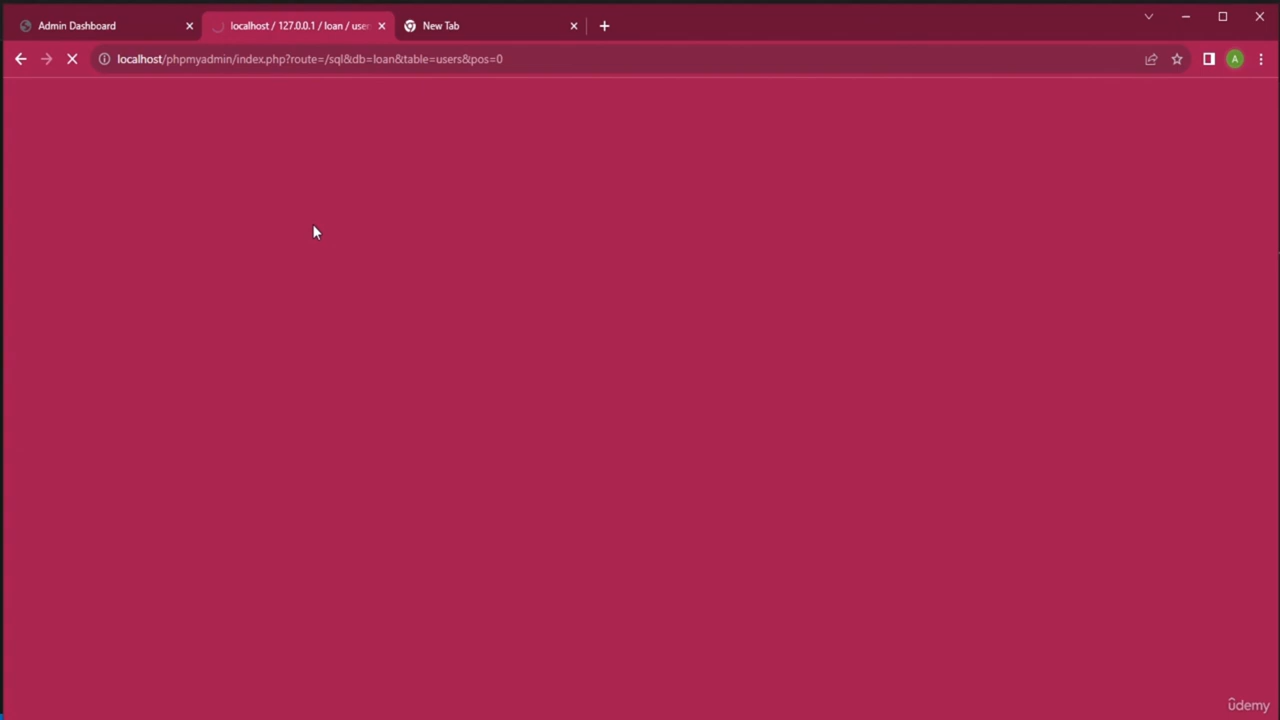 Admin Dashboard
localhost / 127.0.0.1 / loan / user
New Tab
localhost/phpmyadmin/index.php?route=/sql&db=loan&table=users&pos=0
A
ûdemy